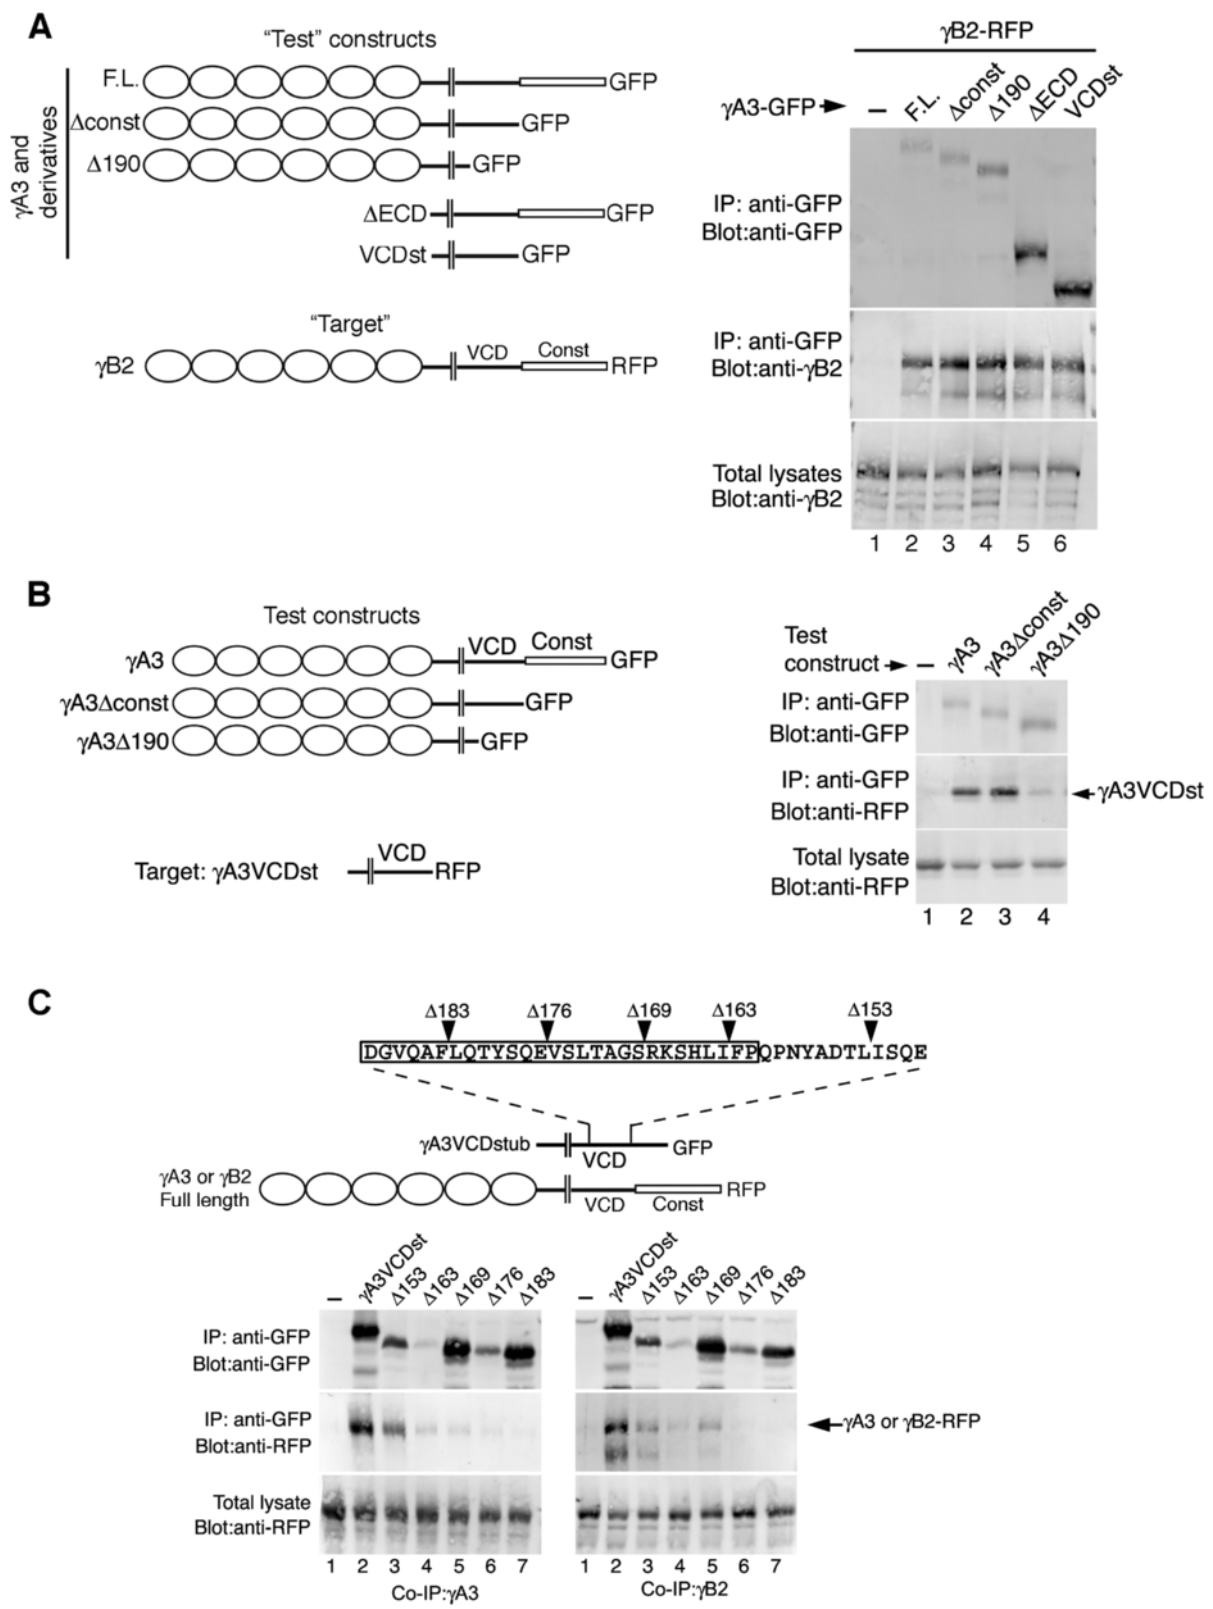 A
"Test" constructs
F.L.
GFP
Δconst
GFP
Δ190
GFP
ΔECD
GFP
VCDst
GFP
γA3 and
derivatives
"Target"
γB2
VCD
Const
RFP
γB2-RFP
γA3-GFP
–
F.L.
Δconst
Δ190
ΔECD
VCDst
IP: anti-GFP
Blot:anti-GFP
IP: anti-GFP
Blot:anti-γB2
Total lysates
Blot:anti-γB2
1 2 3 4 5 6
B
Test constructs
γA3
VCD
Const
GFP
γA3Δconst
GFP
γA3Δ190
GFP
Target: γA3VCDst
VCD
RFP
Test
construct
–
γA3
γA3Δconst
γA3Δ190
IP: anti-GFP
Blot:anti-GFP
IP: anti-GFP
Blot:anti-RFP
γA3VCDst
Total lysate
Blot:anti-RFP
1 2 3 4
C
Δ183 Δ176 Δ169 Δ163 Δ153
DGVQAFLQTYSQEVSLTAGSRKSHLIFPQPNYADTLISQE
γA3VCDstub
VCD
GFP
γA3 or γB2
Full length
VCD
Const
RFP
–
γA3VCDst
Δ153
Δ163
Δ169
Δ176
Δ183
–
γA3VCDst
Δ153
Δ163
Δ169
Δ176
Δ183
IP: anti-GFP
Blot:anti-GFP
IP: anti-GFP
Blot:anti-RFP
γA3 or γB2-RFP
Total lysate
Blot:anti-RFP
1 2 3 4 5 6 7
1 2 3 4 5 6 7
Co-IP:γA3
Co-IP:γB2